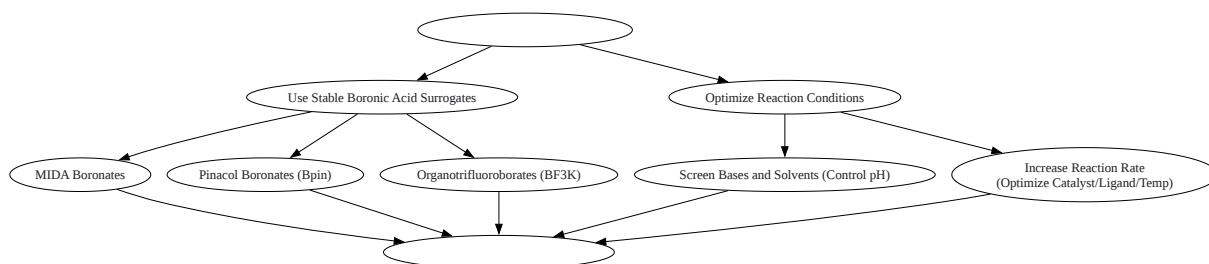 Use Stable Boronic Acid Surrogates
Optimize Reaction Conditions
MIDA Boronates
Pinacol Boronates (Bpin)
Organotrifluoroborates (BF3K)
Screen Bases and Solvents (Control pH)
Increase Reaction Rate
(Optimize Catalyst/Ligand/Temp)